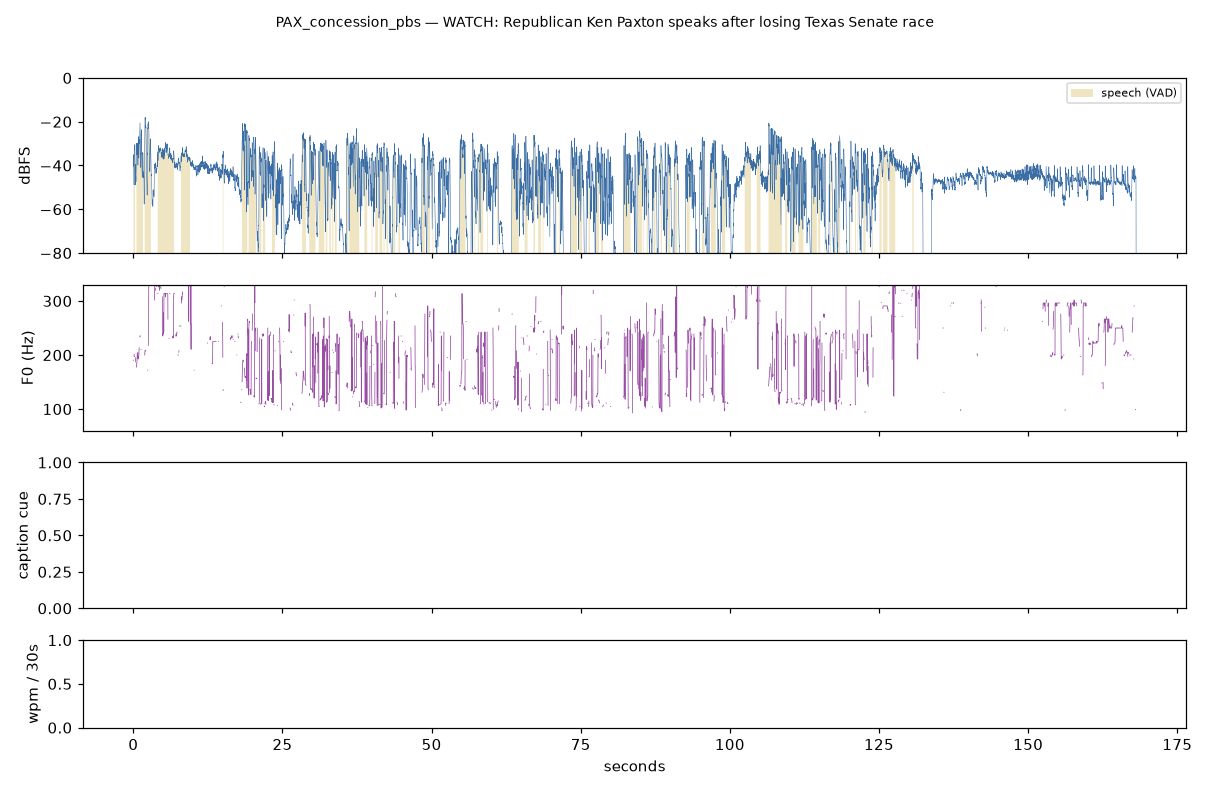 PAX_concession_pbs — WATCH: Republican Ken Paxton speaks after losing Texas Senate race
0
−20
−40
−60
−80
dBFS
speech (VAD)
300
200
100
F0 (Hz)
1.00
0.75
0.50
0.25
0.00
caption cue
1.0
0.5
0.0
wpm / 30s
0 25 50 75 100 125 150 175
seconds